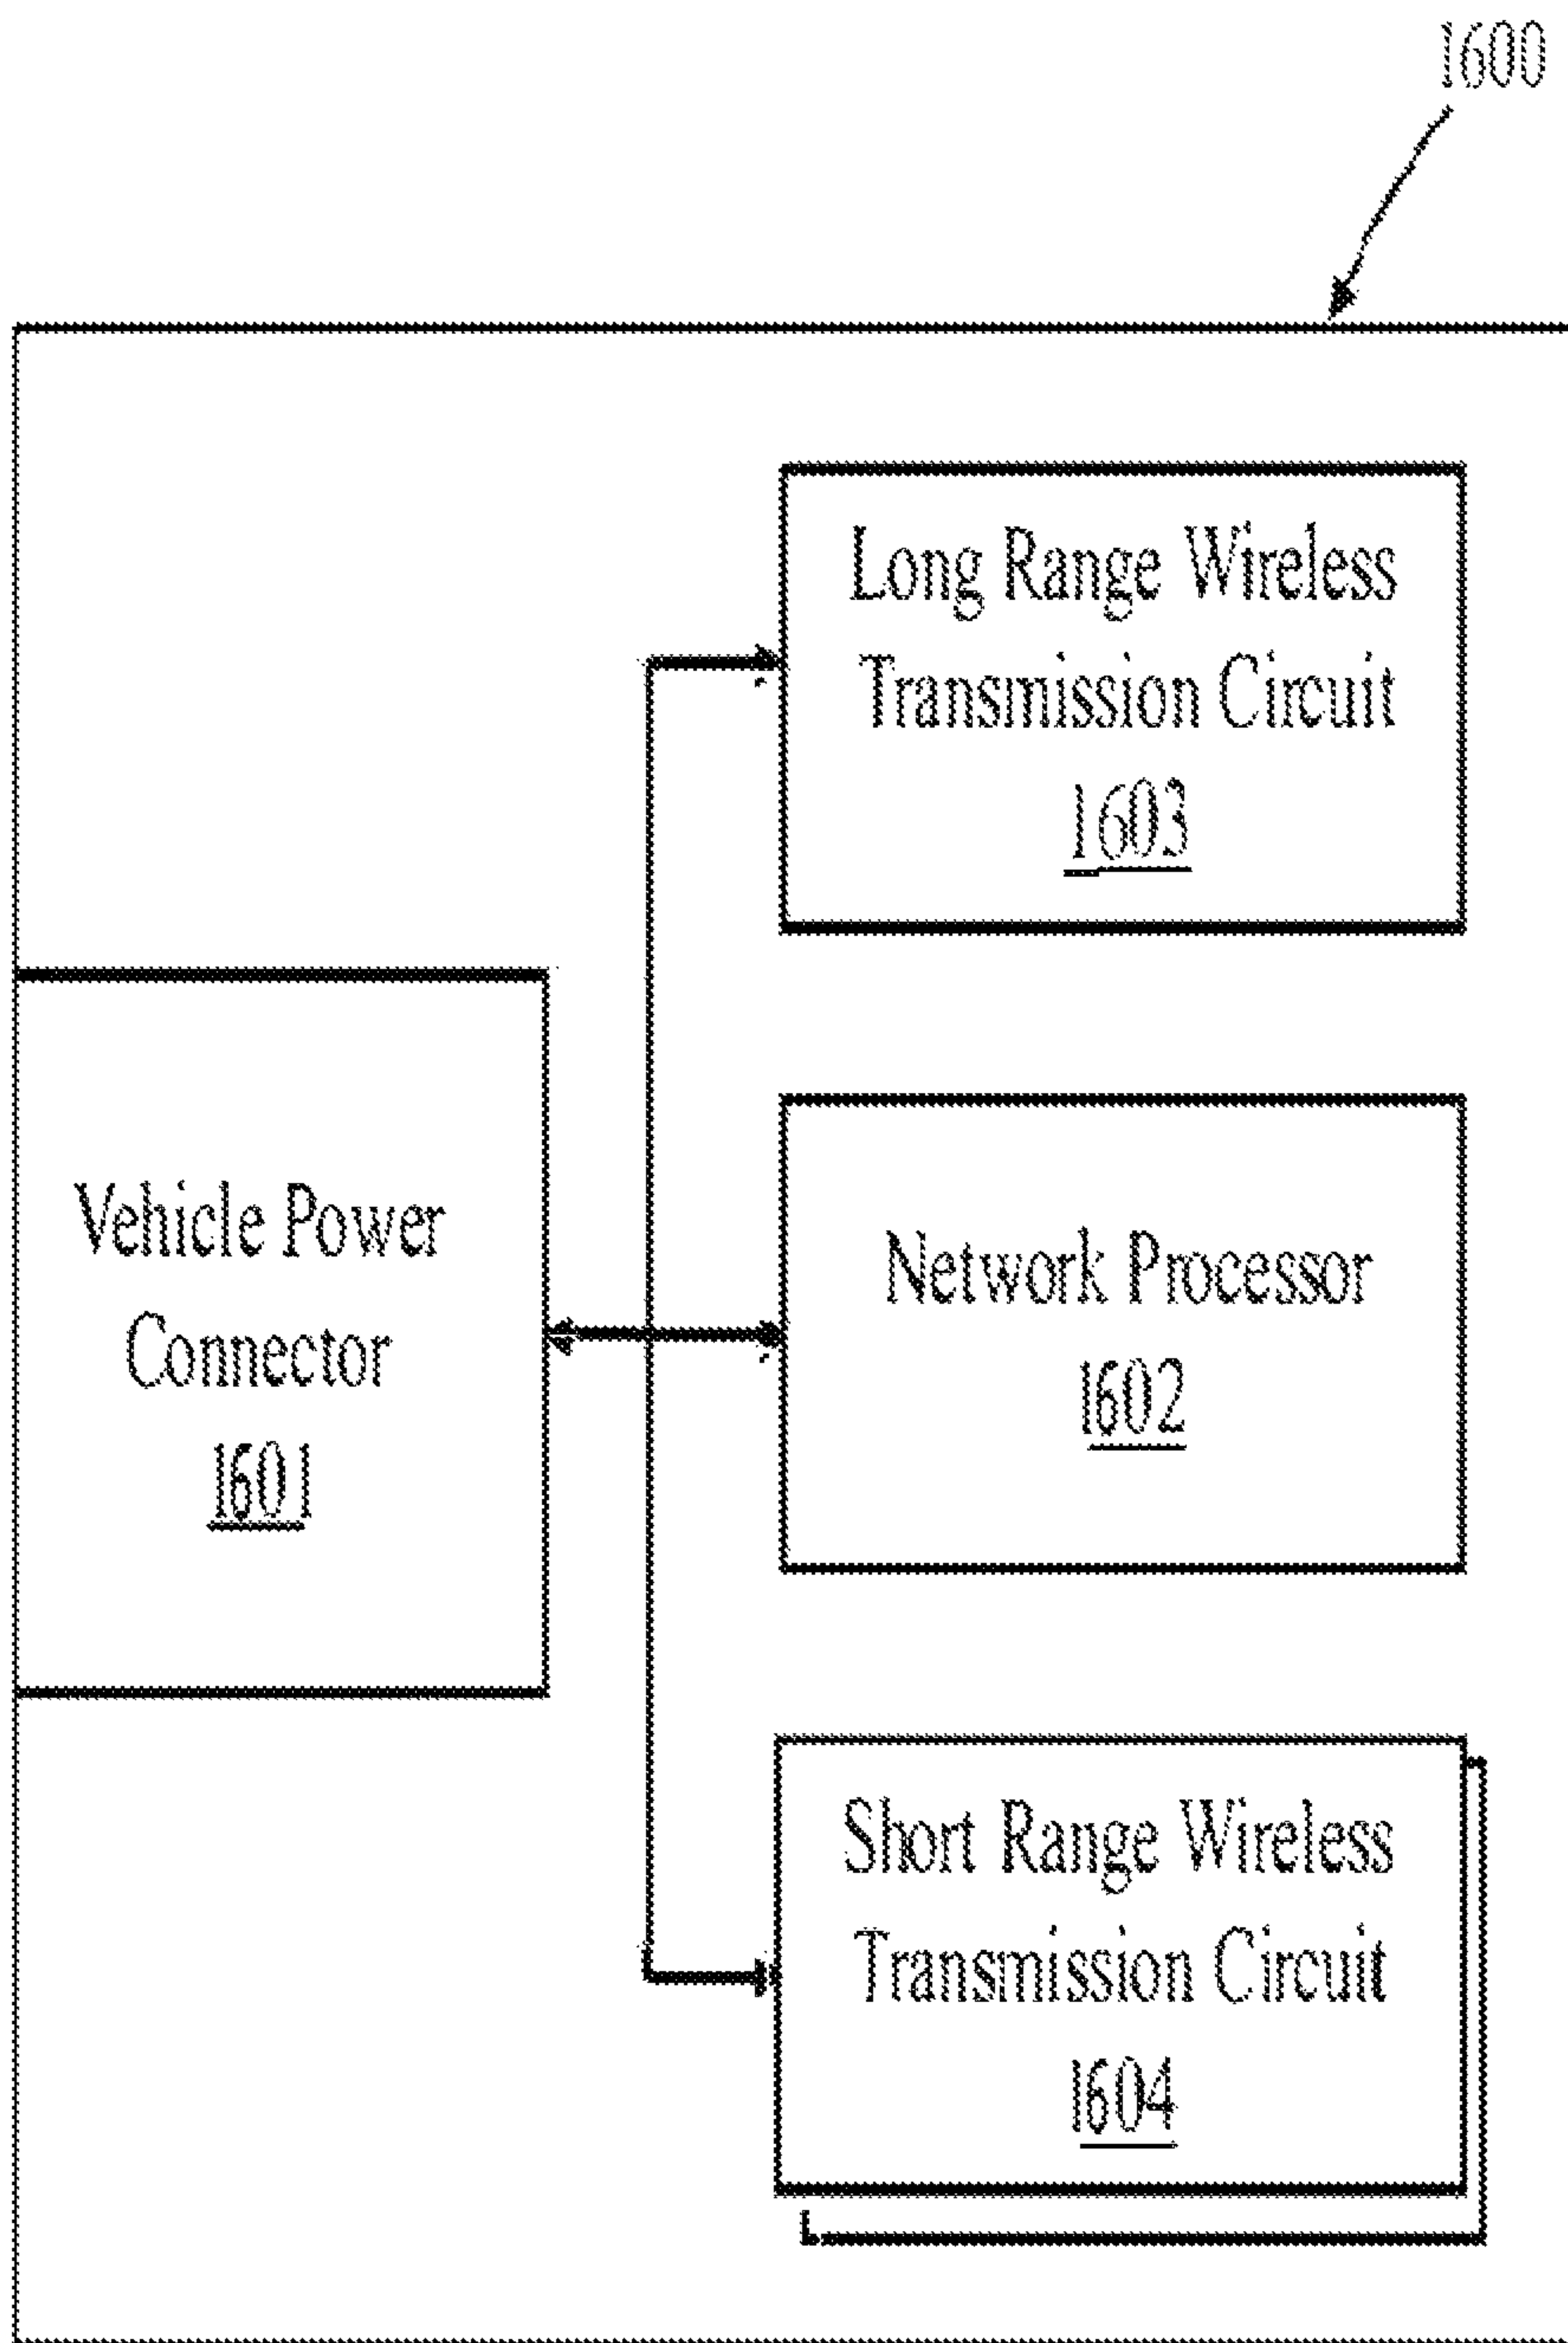 1600
Long Range Wireless
Transmission Circuit
1603
Vehicle Power
Connector
1601
Network Processor
1602
Short Range Wireless
Transmission Circuit
1604